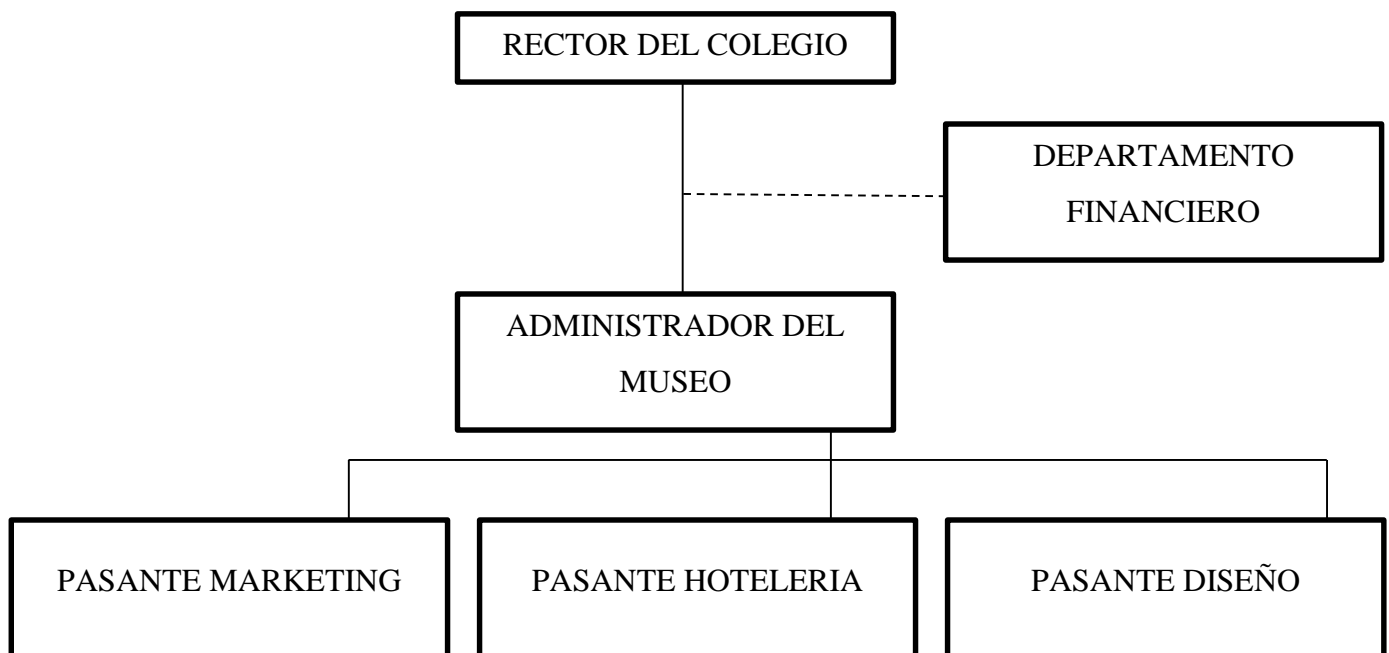 RECTOR DEL COLEGIO
DEPARTAMENTO
FINANCIERO
ADMINISTRADOR DEL
MUSEO
PASANTE MARKETING
PASANTE HOTELERIA
PASANTE DISEÑO